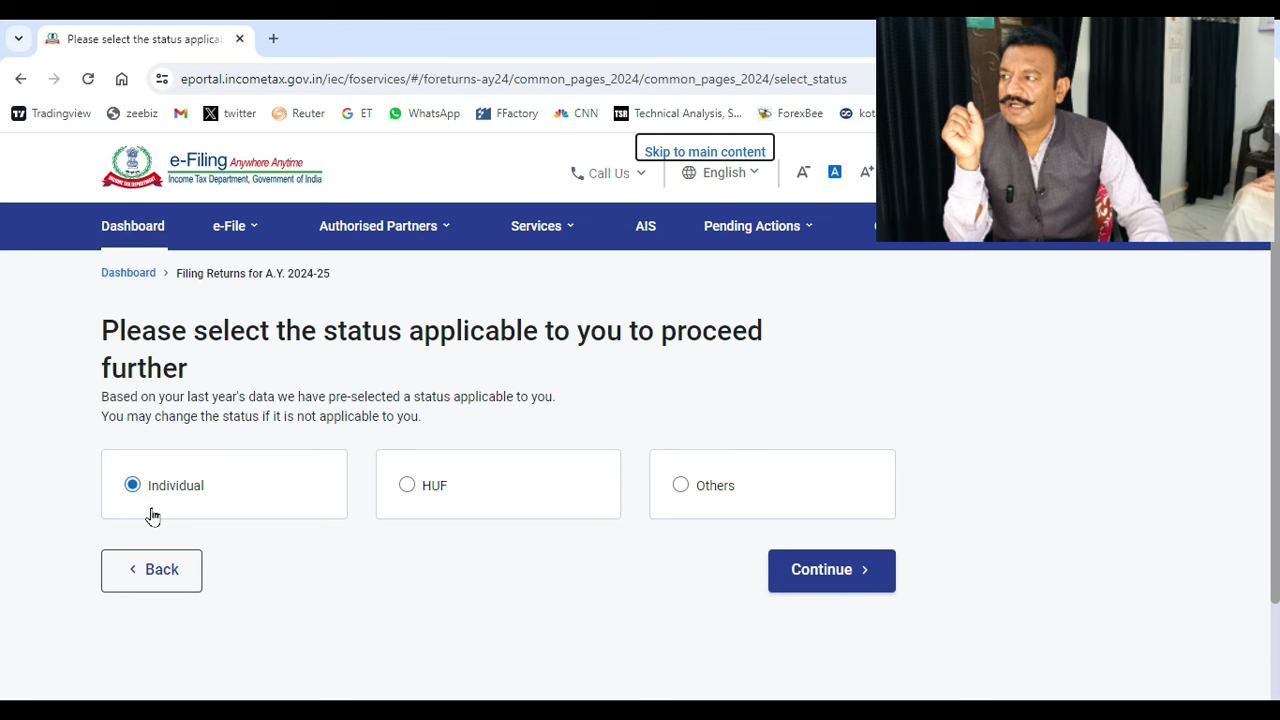 Please select the status applica
eportal.incometax.gov.in/iec/foservices/#/foreturns-ay24/common_pages_2024/common_pages_2024/select_status
Tradingview zeebiz twitter Reuter ET WhatsApp FFactory CNN Technical Analysis, S... ForexBee kot
e-Filing Anywhere Anytime
Income Tax Department, Government of India
Skip to main content
Call Us English A- A A+
Dashboard e-File Authorised Partners Services AIS Pending Actions
Dashboard > Filing Returns for A.Y. 2024-25
Please select the status applicable to you to proceed
further
Based on your last year's data we have pre-selected a status applicable to you.
You may change the status if it is not applicable to you.
Individual HUF Others
< Back Continue >